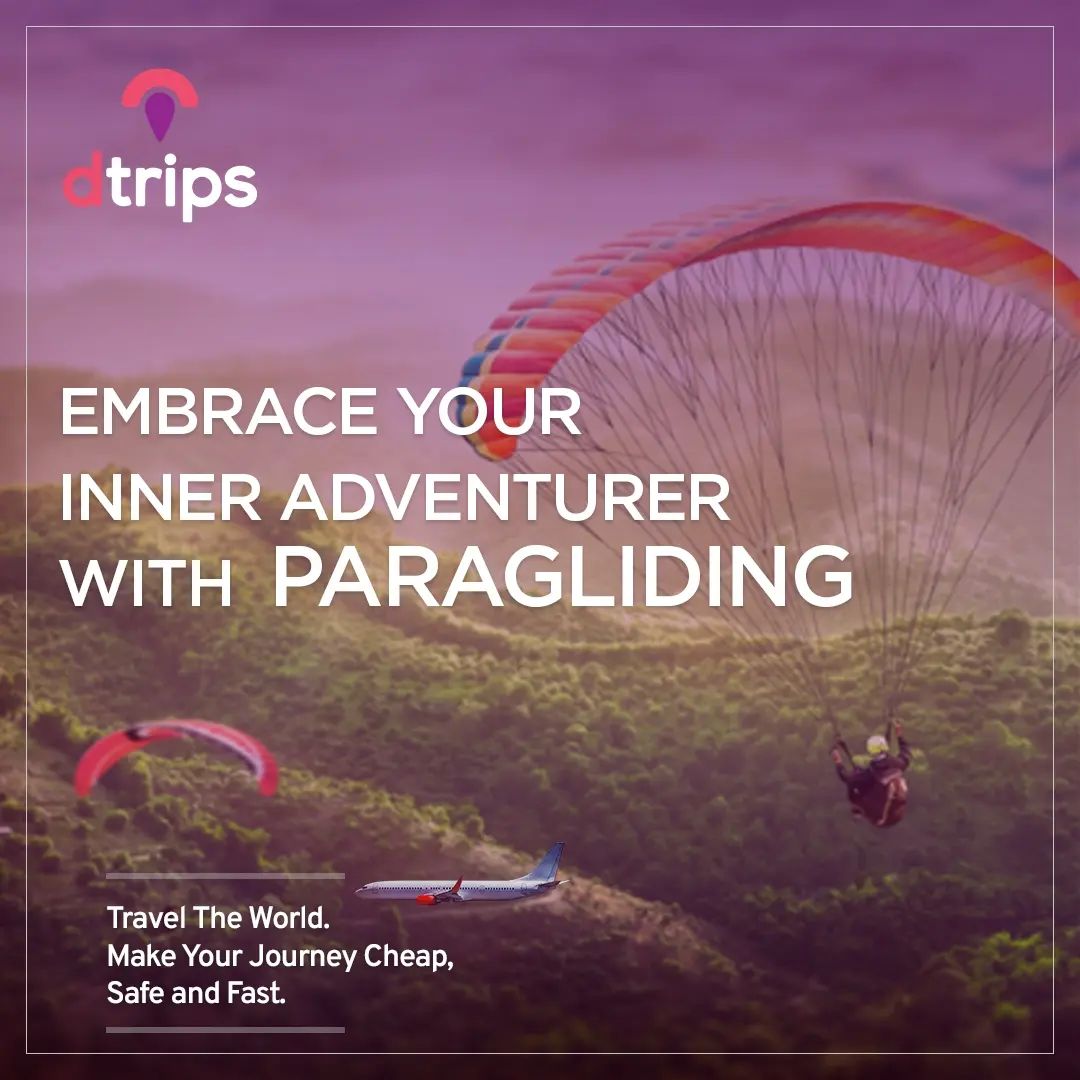 dtrips
EMBRACE YOUR
INNER ADVENTURER
WITH PARAGLIDING
Travel The World.
Make Your Journey Cheap,
Safe and Fast.